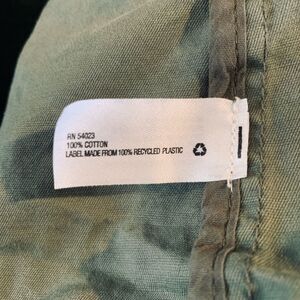 RN 54023
100% COTTON
LABEL MADE FROM 100% RECYCLED PLASTIC